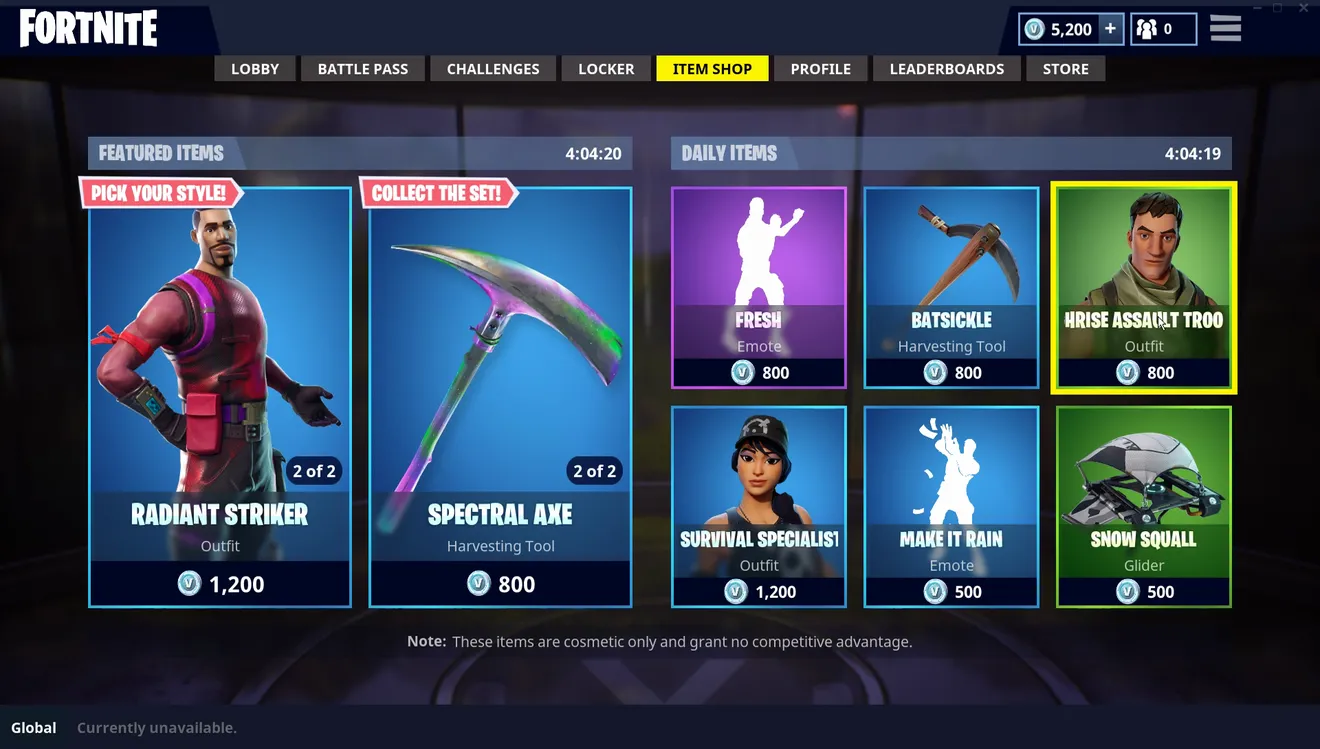 FORTNITE
5,200 +
0
LOBBY
BATTLE PASS
CHALLENGES
LOCKER
ITEM SHOP
PROFILE
LEADERBOARDS
STORE
FEATURED ITEMS
4:04:20
PICK YOUR STYLE!
2 of 2
RADIANT STRIKER
Outfit
V 1,200
COLLECT THE SET!
2 of 2
SPECTRAL AXE
Harvesting Tool
V 800
DAILY ITEMS
4:04:19
FRESH
Emote
V 800
BATSICKLE
Harvesting Tool
V 800
HRISE ASSAULT TROO
Outfit
V 800
SURVIVAL SPECIALIST
Outfit
V 1,200
MAKE IT RAIN
Emote
V 500
SNOW SQUALL
Glider
V 500
Note: These items are cosmetic only and grant no competitive advantage.
Global Currently unavailable.